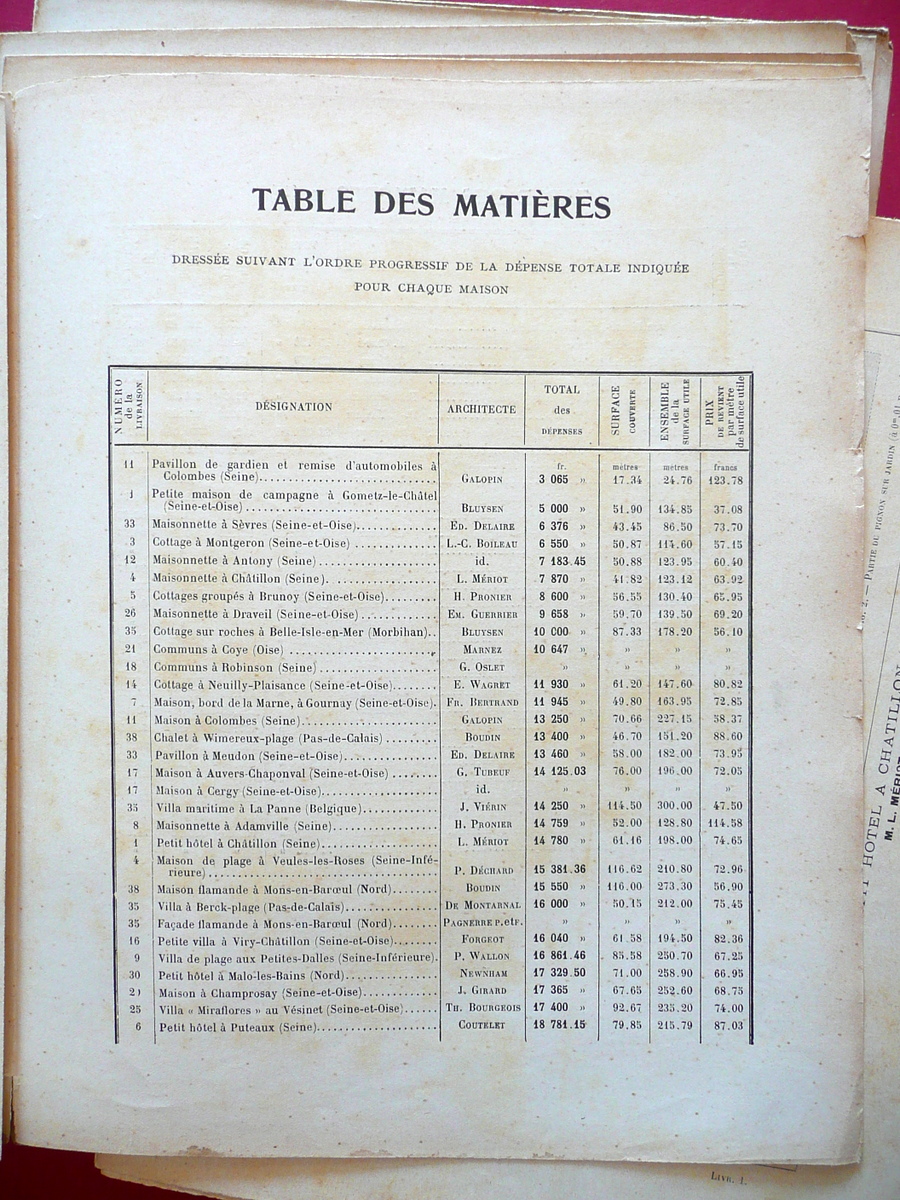 TABLE DES MATIÈRES
DRESSÉE SUIVANT L'ORDRE PROGRESSIF DE LA DÉPENSE TOTALE INDIQUÉE
POUR CHAQUE MAISON
NUMÉRO de la LIVRAISON DÉSIGNATION ARCHITECTE TOTAL des DÉPENSES SURFACE COUVERTE ENSEMBLE de la SURFACE UTILE PRIX DE REVIENT par mètre de surface utile
fr. mètres mètres francs
11 Pavillon de gardien et remise d'automobiles à
Colombes (Seine)........ GALOPIN 3 065 » 17.34 24.76 123.78
1 Petite maison de campagne à Gometz-le-Châtel
(Seine-et-Oise)........ BLUYSEN 5 000 » 51.90 134.85 37.08
33 Maisonnette à Sèvres (Seine-et-Oise)........ ED. DELAIRE 6 376 » 43.45 86.50 73.70
3 Cottage à Montgeron (Seine-et-Oise)........ L.-C. BOILEAU 6 550 » 50.87 114.60 57.15
12 Maisonnette à Antony (Seine)........ id. 7 183.45 50.88 123.95 60.40
4 Maisonnette à Châtillon (Seine)........ L. MÉRIOT 7 870 » 41.82 123.12 63.92
5 Cottages groupés à Brunoy (Seine-et-Oise)........ H. PRONIER 8 600 » 56.55 130.40 65.95
26 Maisonnette à Draveil (Seine-et-Oise)........ EM. GUERRIER 9 658 » 59.70 139.50 69.20
35 Cottage sur roches à Belle-Isle-en-Mer (Morbihan).. BLUYSEN 10 000 » 87.33 178.20 56.10
21 Communs à Coye (Oise)........ MARNEZ 10 647 » » » »
18 Communs à Robinson (Seine)........ G. OSLET » » » »
14 Cottage à Neuilly-Plaisance (Seine-et-Oise)........ E. WAGRET 11 930 » 61.20 147.60 80.82
7 Maison, bord de la Marne, à Gournay (Seine-et-Oise). FR. BERTRAND 11 945 » 49.80 163.95 72.85
11 Maison à Colombes (Seine)........ GALOPIN 13 250 » 70.66 227.15 58.37
38 Chalet à Wimereux-plage (Pas-de-Calais)........ BOUDIN 13 400 » 46.70 151.20 88.60
33 Pavillon à Meudon (Seine-et-Oise)........ ED. DELAIRE 13 460 » 58.00 182.00 73.95
17 Maison à Auvers-Chaponval (Seine-et-Oise)........ G. TUBEUF 14 125.03 76.00 196.00 72.05
17 Maison à Cergy (Seine-et-Oise)........ id. » » » »
35 Villa maritime à La Panne (Belgique)........ J. VIÉRIN 14 250 » 114.50 300.00 47.50
8 Maisonnette à Adamville (Seine)........ H. PRONIER 14 759 » 52.00 128.80 114.58
1 Petit hôtel à Châtillon (Seine)........ L. MÉRIOT 14 780 » 61.16 198.00 74.65
4 Maison de plage à Veules-les-Roses (Seine-Infé-
rieure)........ P. DÉCHARD 15 381.36 116.62 210.80 72.96
38 Maison flamande à Mons-en-Barœul (Nord)........ BOUDIN 15 550 » 116.00 273.30 56.90
35 Villa à Berck-plage (Pas-de-Calais)........ DE MONTARNAL 16 000 » 50.15 212.00 75.45
35 Façade flamande à Mons-en-Barœul (Nord)........ PAGNERRE p. etf. » » » »
16 Petite villa à Viry-Châtillon (Seine-et-Oise)........ FORGEOT 16 040 » 61.58 194.50 82.36
9 Villa de plage aux Petites-Dalles (Seine-Inférieure). P. WALLON 16 861.46 85.58 250.70 67.25
30 Petit hôtel à Malo-les-Bains (Nord)........ NEWNHAM 17 329.50 71.00 258.90 66.95
Maison à Champrosay (Seine-et-Oise)........ J. GIRARD 17 365 » 67.65 252.60 68.75
25 Villa « Miraflores » au Vésinet (Seine-et-Oise)...... TH. BOURGEOIS 17 400 » 92.67 235.20 74.00
6 Petit hôtel à Puteaux (Seine)........ COUTELET 18 781.15 79.85 215.79 87.03
2. — PARTIE DU PIGNON SUR JARDIN
HOTEL A CHATILLON
M. L. MÉRIOT
LIVR. 1.